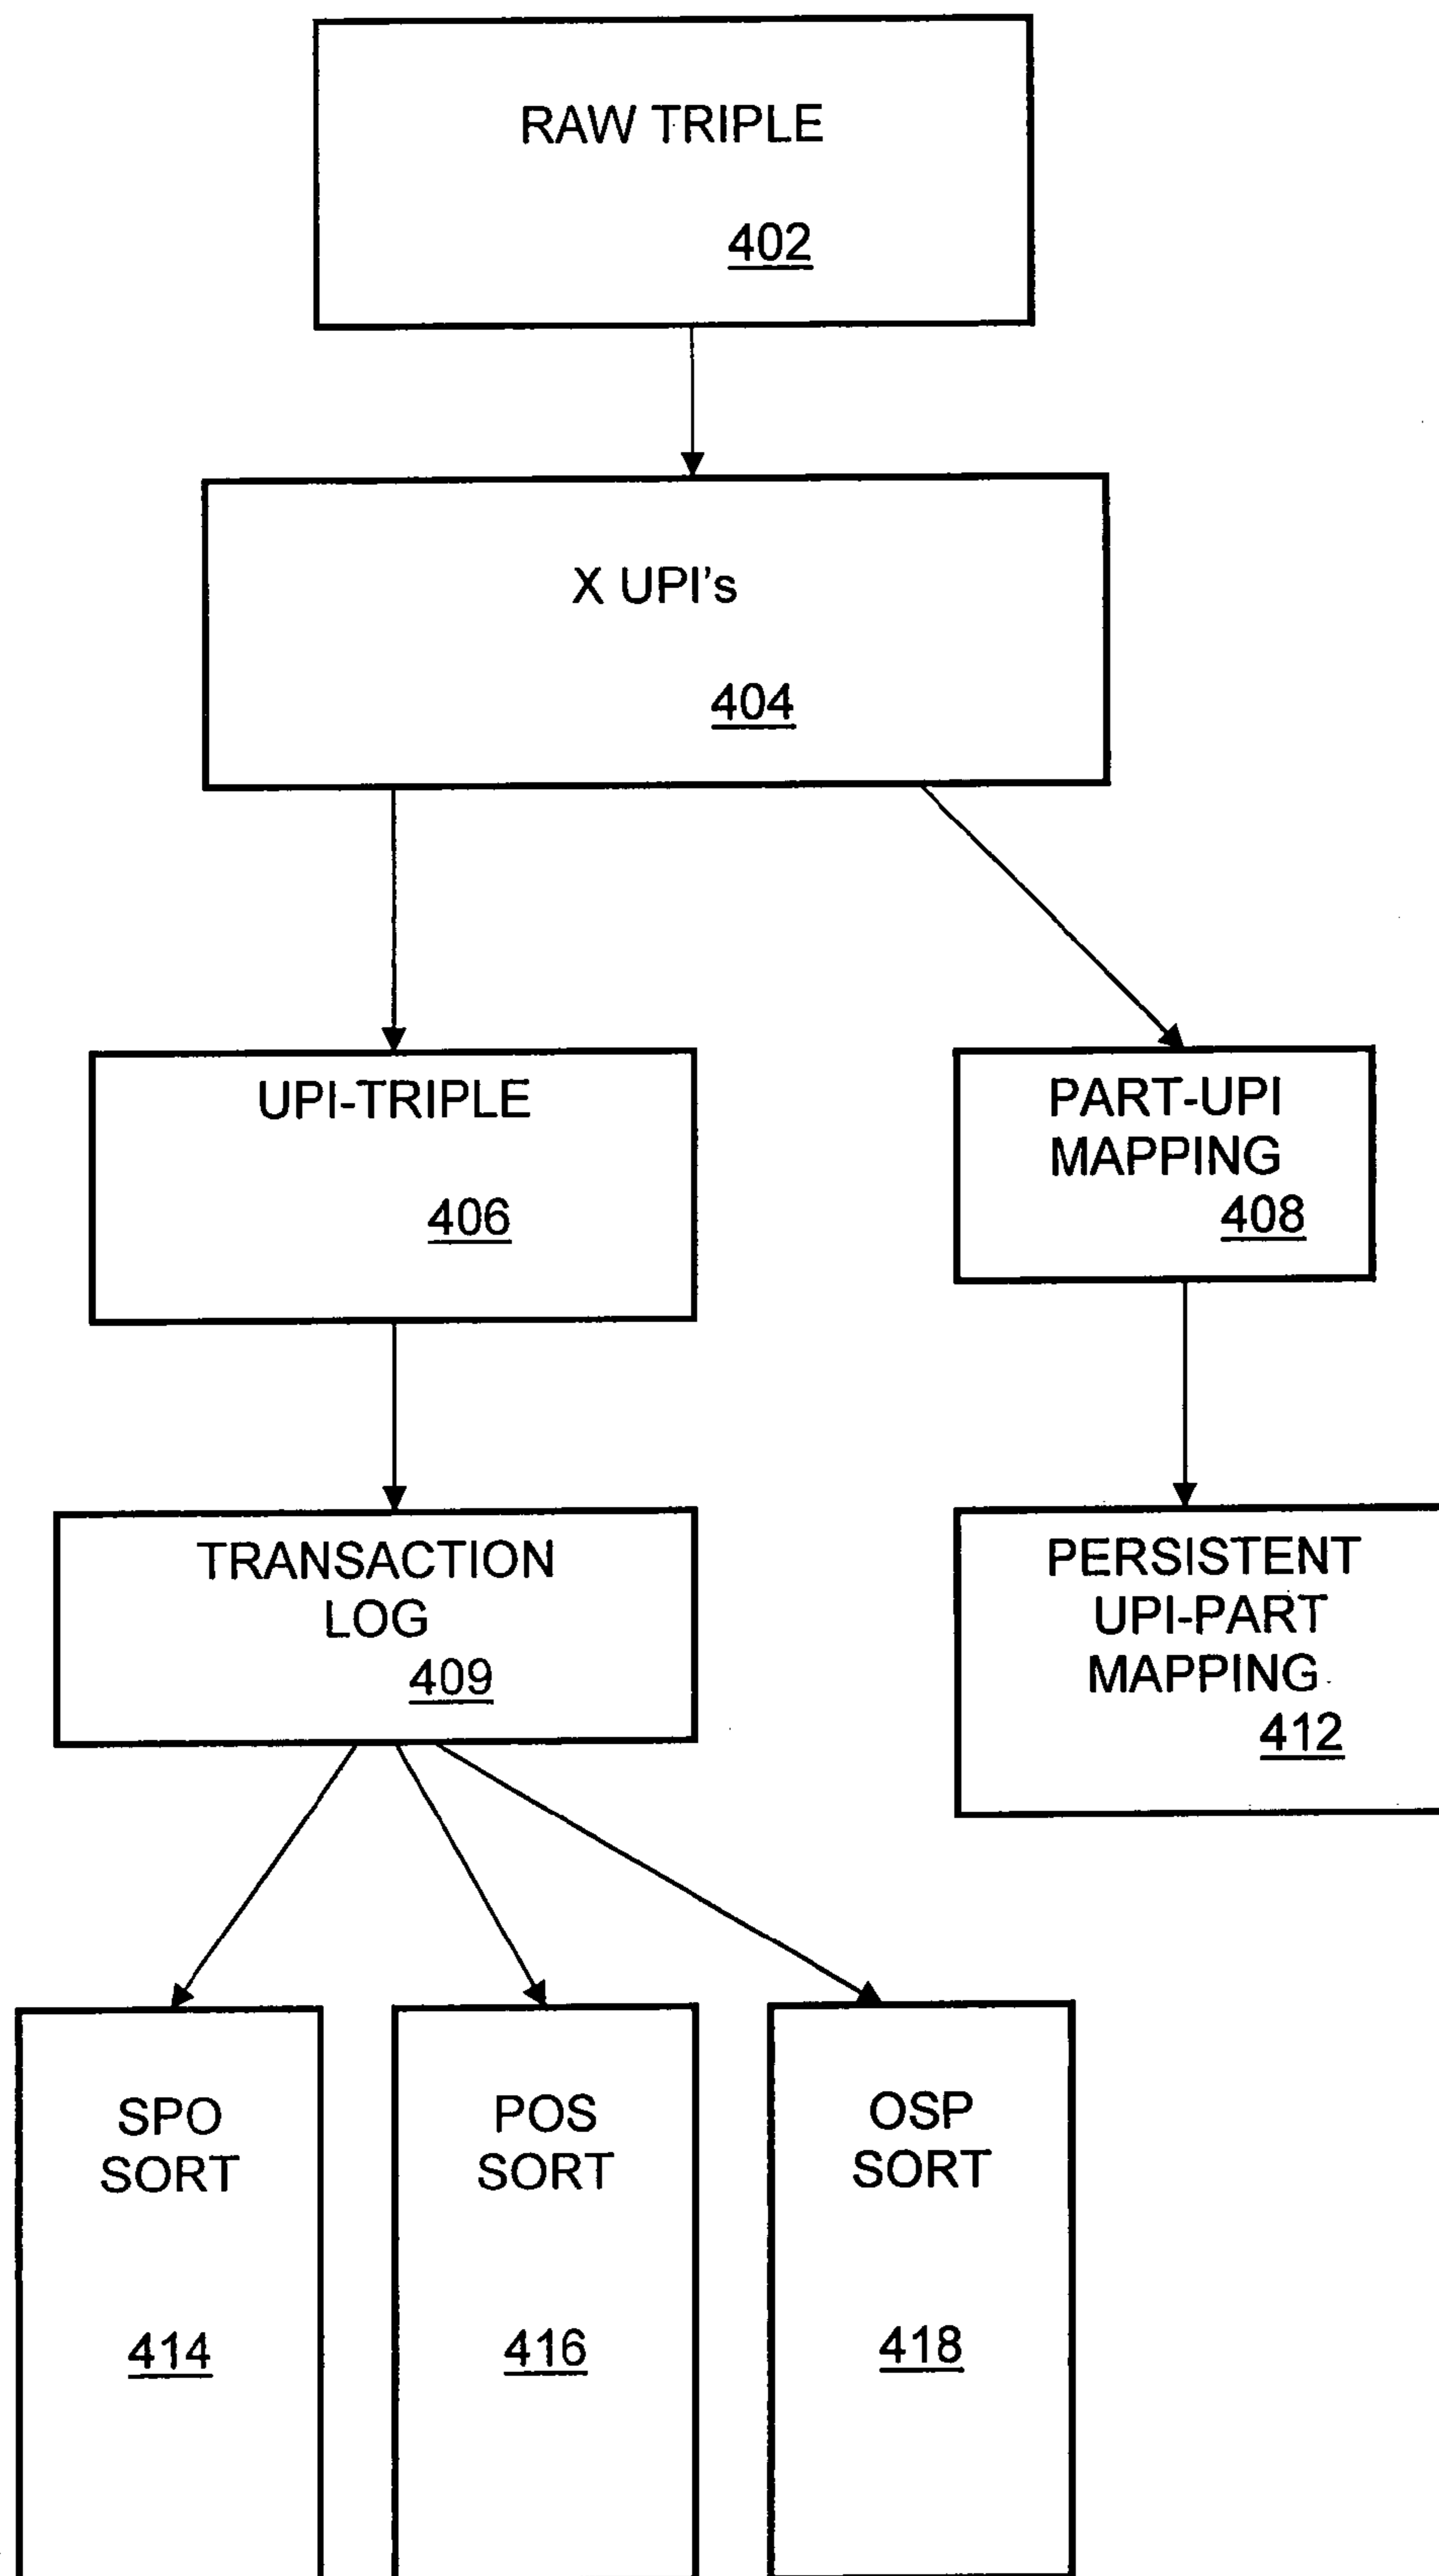 RAW TRIPLE
402
X UPI's
404
UPI-TRIPLE
406
PART-UPI
MAPPING
408
TRANSACTION
LOG
409
PERSISTENT
UPI-PART
MAPPING
412
SPO
SORT
414
POS
SORT
416
OSP
SORT
418